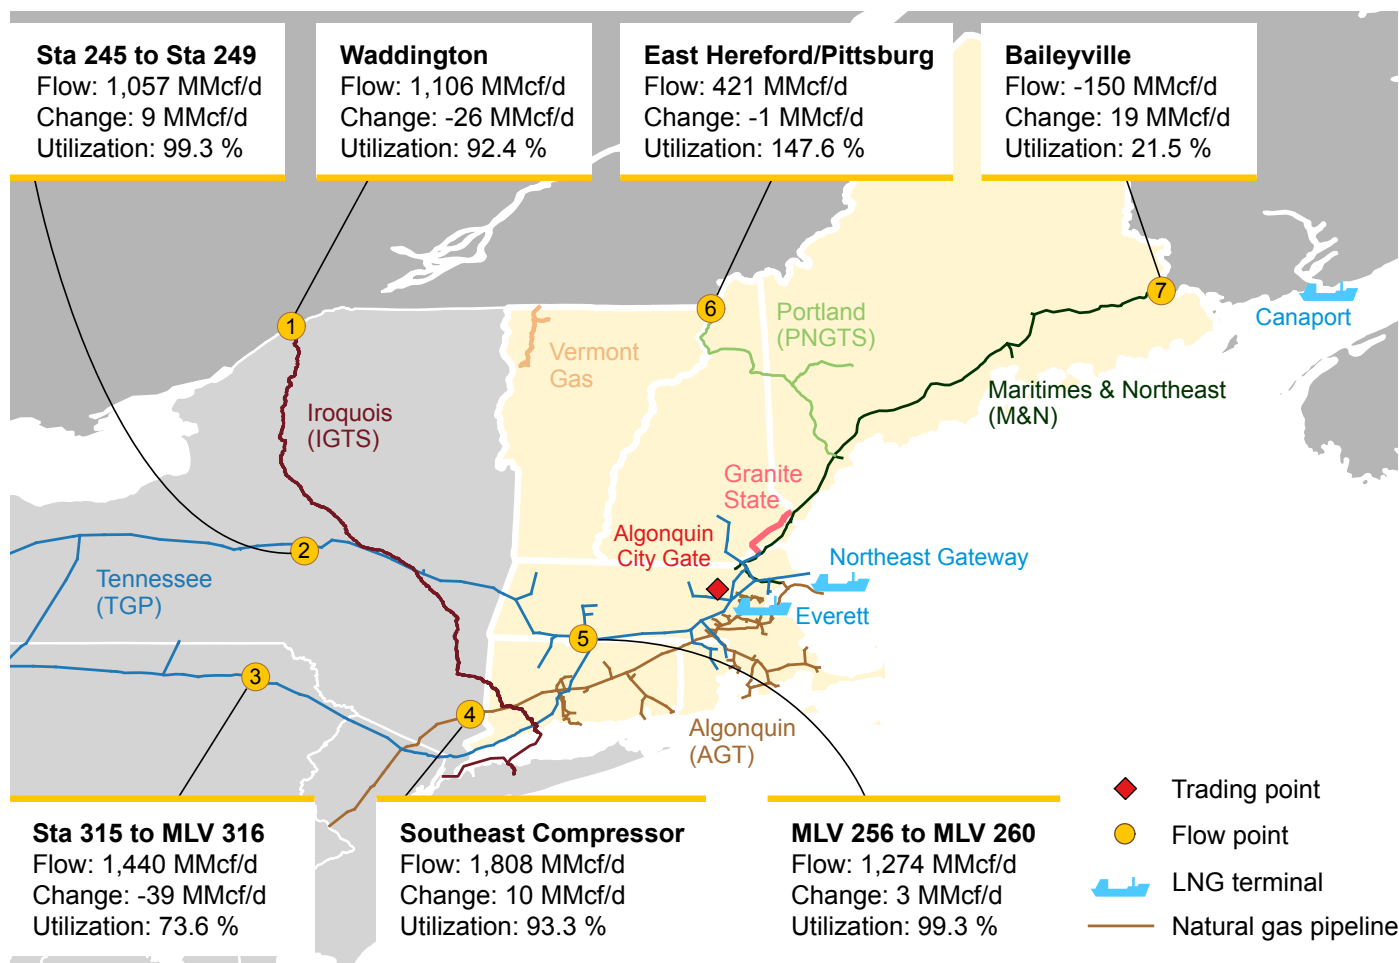 Sta 245 to Sta 249
Flow: 1,057 MMcf/d
Change: 9 MMcf/d
Utilization: 99.3 %
Waddington
Flow: 1,106 MMcf/d
Change: -26 MMcf/d
Utilization: 92.4 %
East Hereford/Pittsburg
Flow: 421 MMcf/d
Change: -1 MMcf/d
Utilization: 147.6 %
Baileyville
Flow: -150 MMcf/d
Change: 19 MMcf/d
Utilization: 21.5 %
7
6
1
Canaport
Portland
(PNGTS)
Vermont
Gas
Maritimes & Northeast
(M&N)
Iroquois
(IGTS)
Granite
State
Algonquin
City Gate
2
Northeast Gateway
Tennessee
(TGP)
Everett
5
3
4
Algonquin
(AGT)
Sta 315 to MLV 316
Flow: 1,440 MMcf/d
Change: -39 MMcf/d
Utilization: 73.6 %
Southeast Compressor
Flow: 1,808 MMcf/d
Change: 10 MMcf/d
Utilization: 93.3 %
MLV 256 to MLV 260
Flow: 1,274 MMcf/d
Change: 3 MMcf/d
Utilization: 99.3 %
Trading point
Flow point
LNG terminal
Natural gas pipeline